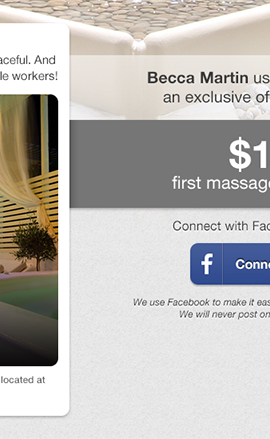 aceful. And
le workers!
located at
Becca Martin us
an exclusive of
$1
first massage
Connect with Fac
f Conne
We use Facebook to make it eas
We will never post on